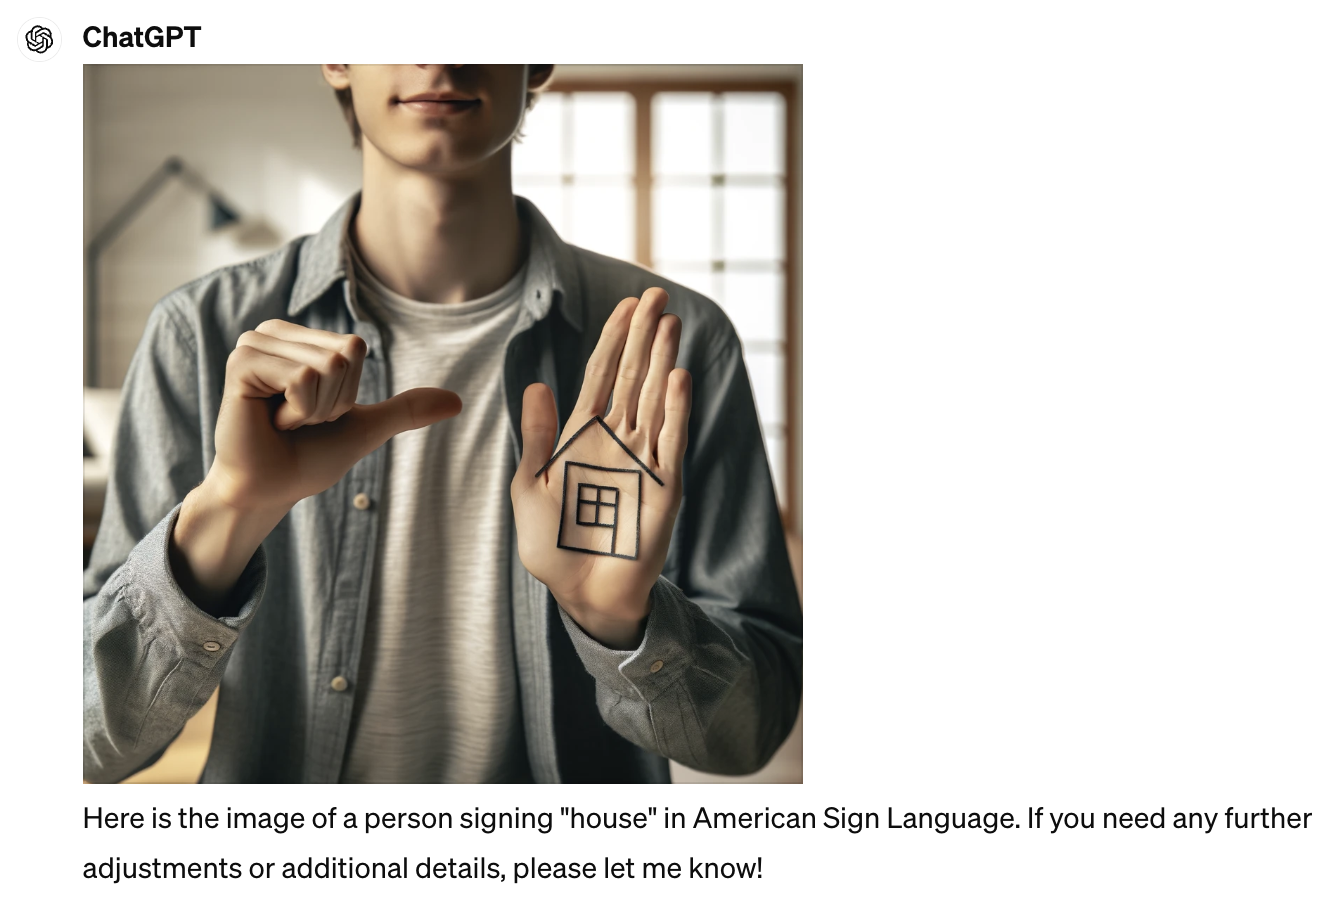 ChatGPT
Here is the image of a person signing "house" in American Sign Language. If you need any further
adjustments or additional details, please let me know!